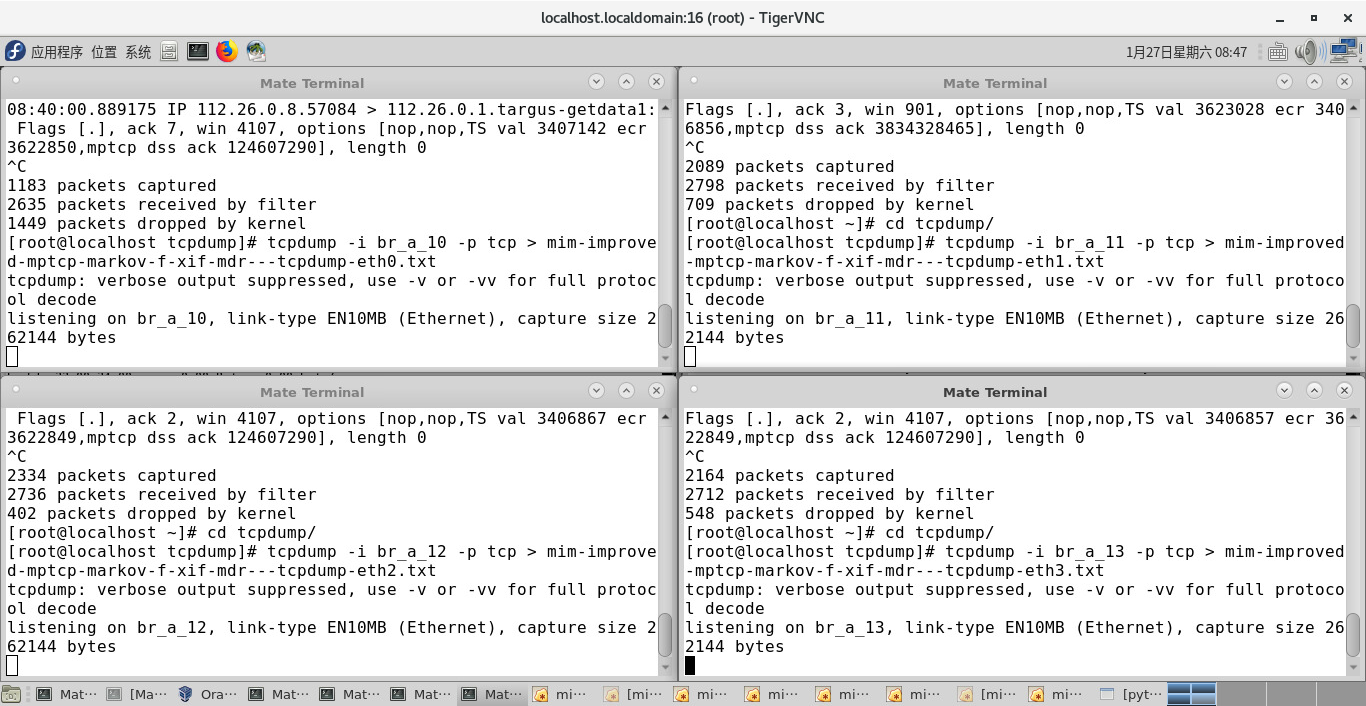 localhost.localdomain:16 (root) - TigerVNC
应用程序 位置 系统
1月27日星期六 08:47
Mate Terminal
08:40:00.889175 IP 112.26.0.8.57084 > 112.26.0.1.targus-getdata1:
 Flags [.], ack 7, win 4107, options [nop,nop,TS val 3407142 ecr
3622850,mptcp dss ack 124607290], length 0
^C
1183 packets captured
2635 packets received by filter
1449 packets dropped by kernel
[root@localhost tcpdump]# tcpdump -i br_a_10 -p tcp > mim-improve
d-mptcp-markov-f-xif-mdr---tcpdump-eth0.txt
tcpdump: verbose output suppressed, use -v or -vv for full protoc
ol decode
listening on br_a_10, link-type EN10MB (Ethernet), capture size 2
62144 bytes
Mate Terminal
Flags [.], ack 3, win 901, options [nop,nop,TS val 3623028 ecr 340
6856,mptcp dss ack 3834328465], length 0
^C
2089 packets captured
2798 packets received by filter
709 packets dropped by kernel
[root@localhost ~]# cd tcpdump/
[root@localhost tcpdump]# tcpdump -i br_a_11 -p tcp > mim-improved
-mptcp-markov-f-xif-mdr---tcpdump-eth1.txt
tcpdump: verbose output suppressed, use -v or -vv for full protoco
l decode
listening on br_a_11, link-type EN10MB (Ethernet), capture size 26
2144 bytes
Mate Terminal
 Flags [.], ack 2, win 4107, options [nop,nop,TS val 3406867 ecr
3622849,mptcp dss ack 124607290], length 0
^C
2334 packets captured
2736 packets received by filter
402 packets dropped by kernel
[root@localhost ~]# cd tcpdump/
[root@localhost tcpdump]# tcpdump -i br_a_12 -p tcp > mim-improve
d-mptcp-markov-f-xif-mdr---tcpdump-eth2.txt
tcpdump: verbose output suppressed, use -v or -vv for full protoc
ol decode
listening on br_a_12, link-type EN10MB (Ethernet), capture size 2
62144 bytes
Mate Terminal
Flags [.], ack 2, win 4107, options [nop,nop,TS val 3406857 ecr 36
22849,mptcp dss ack 124607290], length 0
^C
2164 packets captured
2712 packets received by filter
548 packets dropped by kernel
[root@localhost ~]# cd tcpdump/
[root@localhost tcpdump]# tcpdump -i br_a_13 -p tcp > mim-improved
-mptcp-markov-f-xif-mdr---tcpdump-eth3.txt
tcpdump: verbose output suppressed, use -v or -vv for full protoco
l decode
listening on br_a_13, link-type EN10MB (Ethernet), capture size 26
2144 bytes
Mat… [Ma… Ora… Mat… Mat… Mat… Mat… mi… [mi… mi… mi… mi… mi… [mi… mi… [pyt…